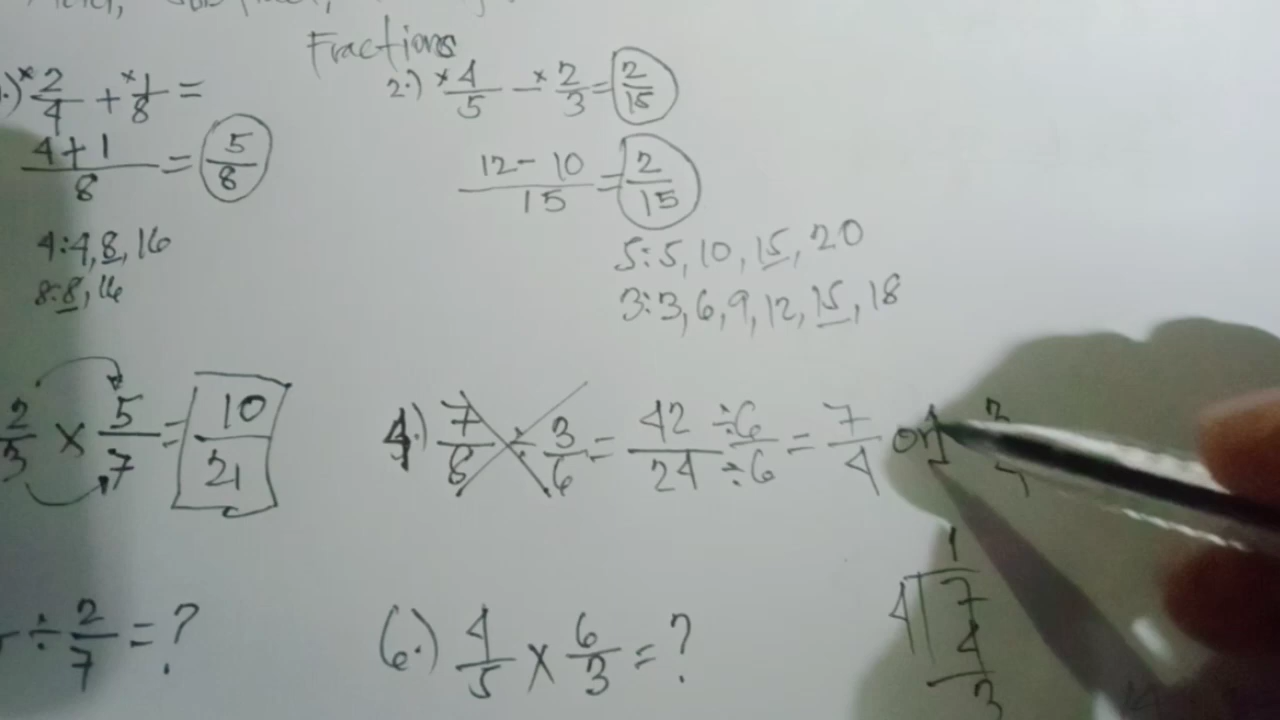 Fractions
2/4 + 1/8 =
(4 + 1)/8 = 5/8
4: 4, 8, 16
8: 8, 16
2.) 4/5 - 2/3 = 2/15
(12 - 10)/15 = 2/15
5: 5, 10, 15, 20
3: 3, 6, 9, 12, 15, 18
2/3 x 5/7 = 10/21
4.) 7/8 ÷ 3/6 = 42/24 ÷6/÷6 = 7/4 or 1 3/4
÷ 2/7 = ?
6.) 4/5 x 6/3 = ?
1
4 7
4
3